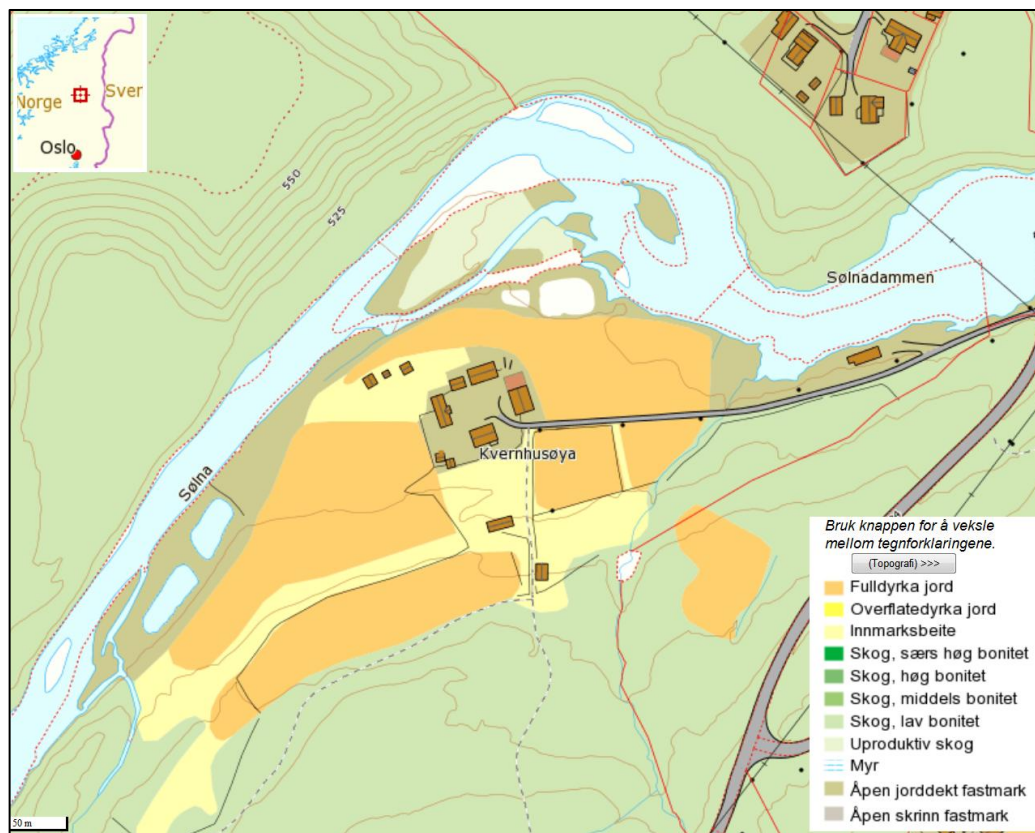 Norge
Sver
Oslo
550
525
Sølnadammen
Sølna
Kvernhusøya
Bruk knappen for å veksle
mellom tegnforklaringene.
(Topografi) >>>
Fulldyrka jord
Overflatedyrka jord
Innmarksbeite
Skog, særs høg bonitet
Skog, høg bonitet
Skog, middels bonitet
Skog, lav bonitet
Uproduktiv skog
Myr
Åpen jorddekt fastmark
Åpen skrinn fastmark
50 m